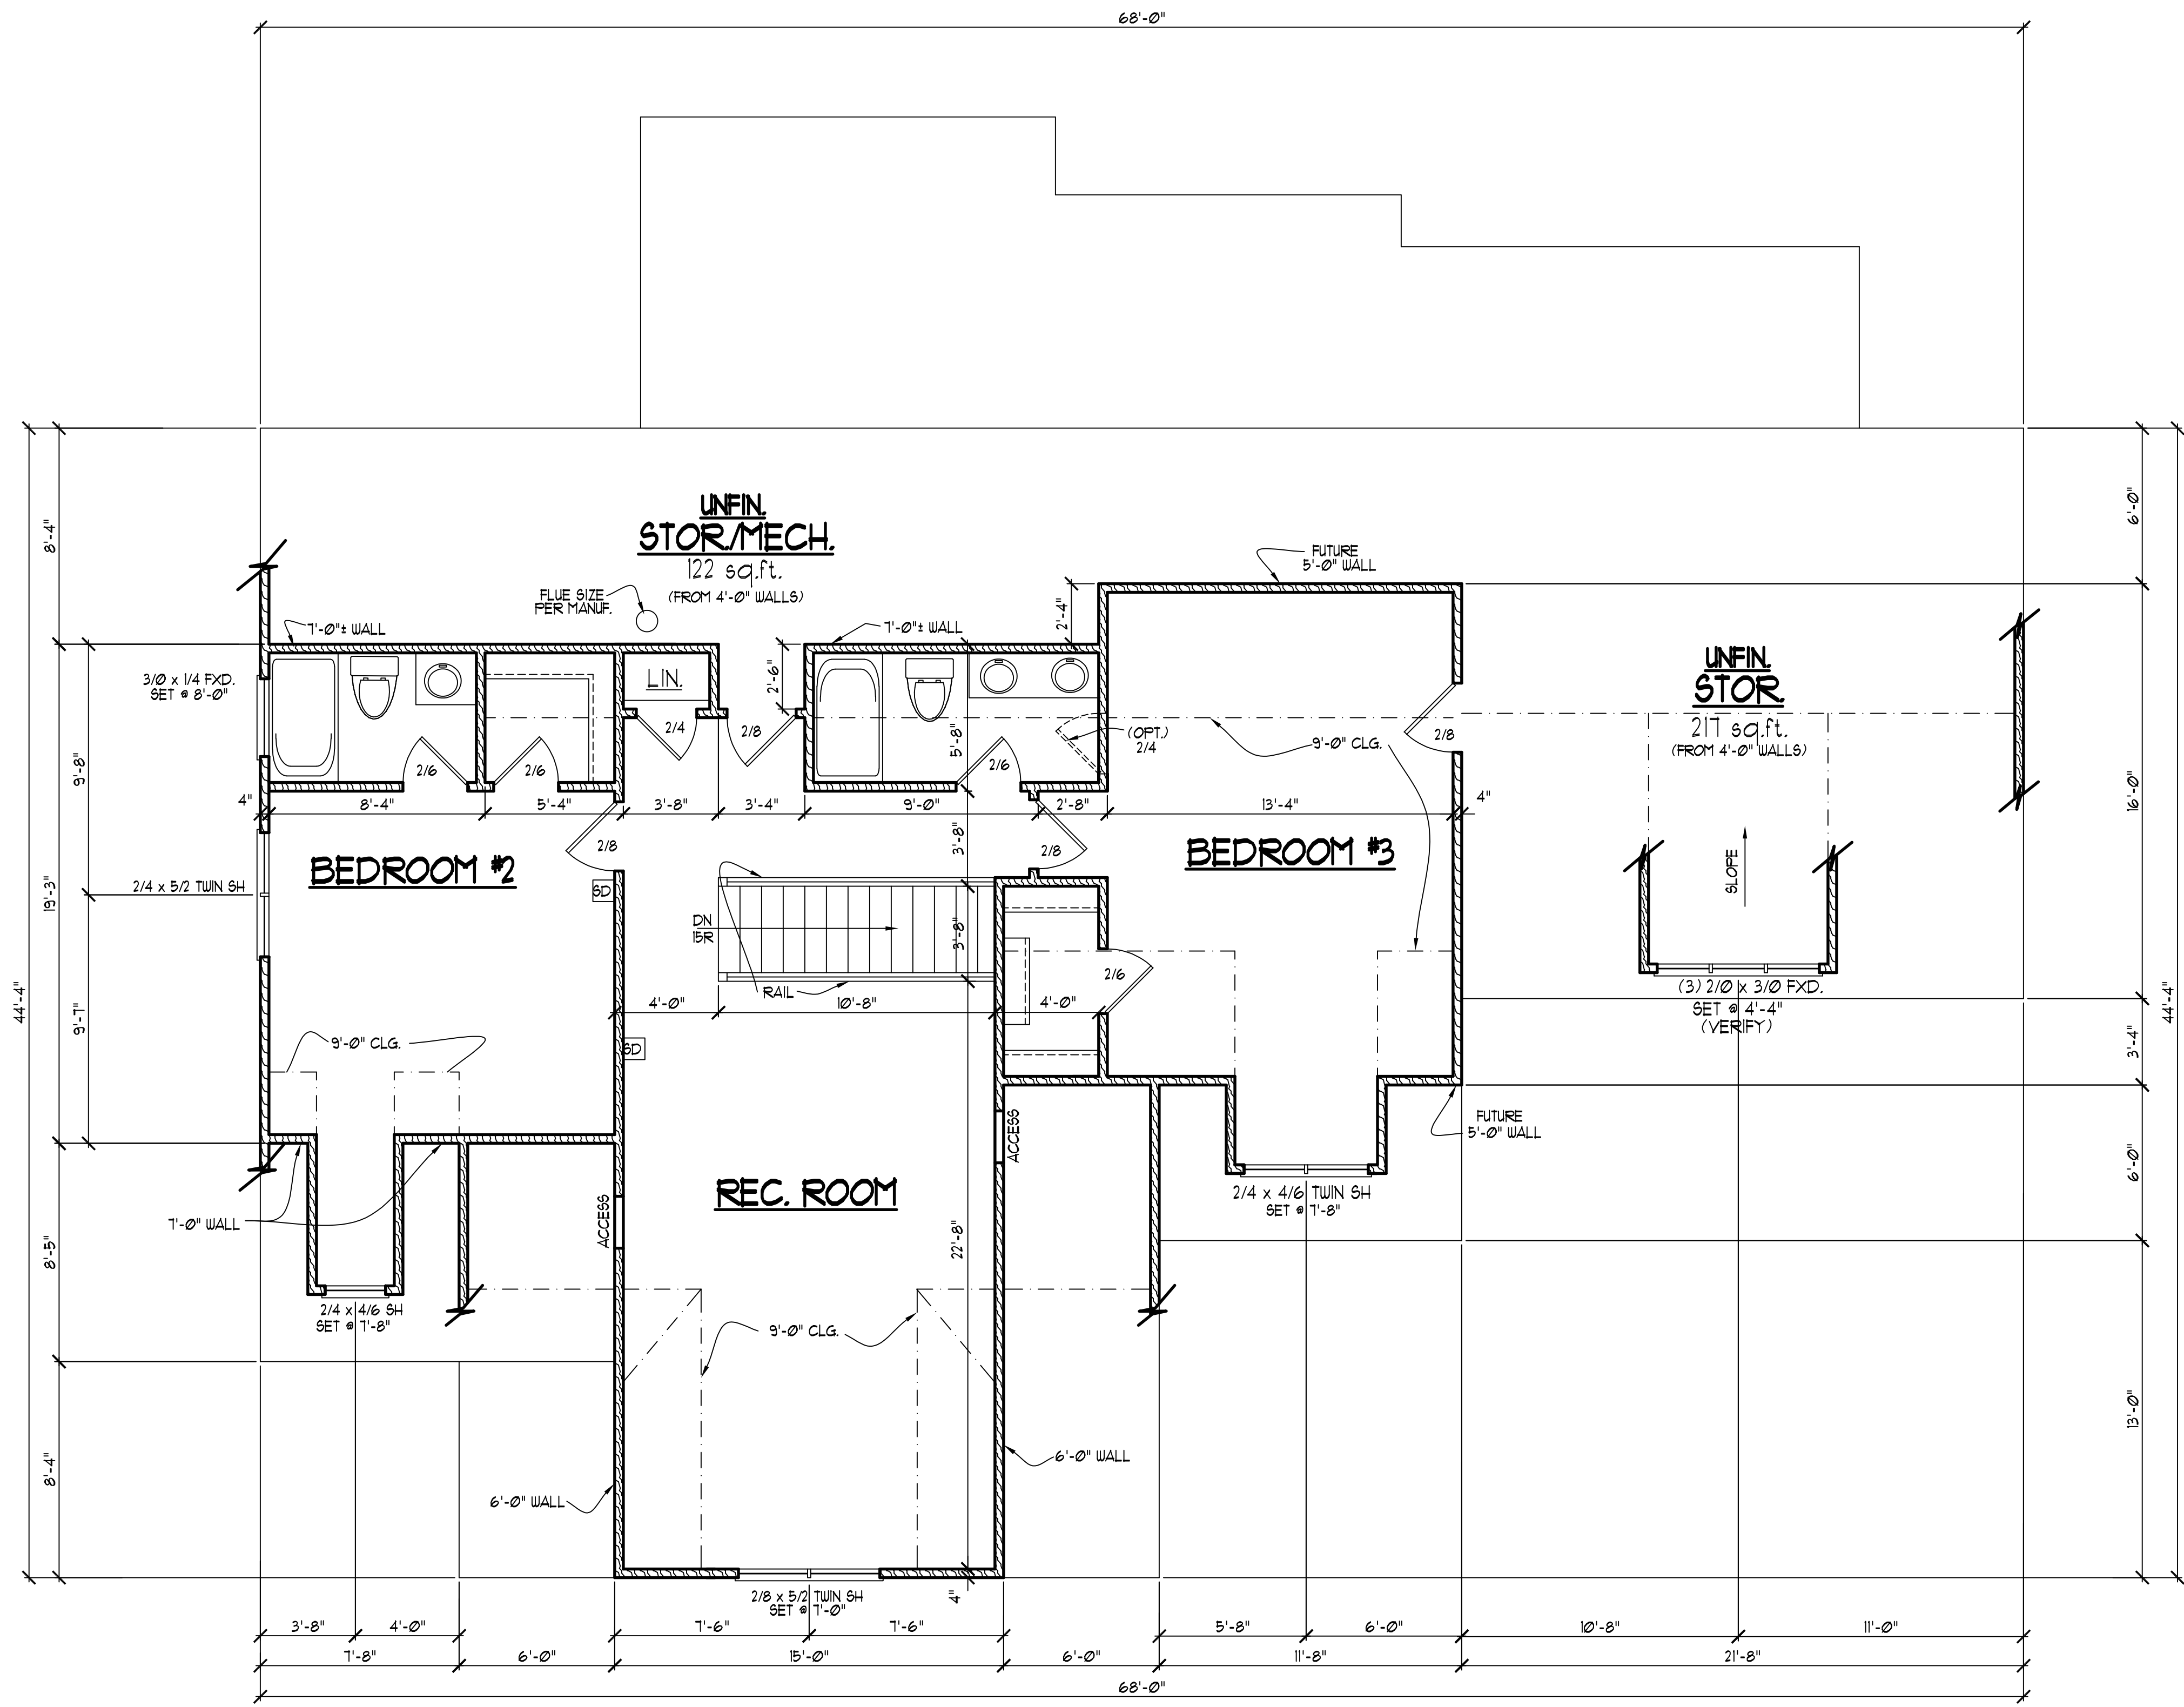 68'-0"
UNFIN.
STOR./MECH.
122 sq.ft.
(FROM 4'-0" WALLS)
FLUE SIZE
PER MANUF.
FUTURE
5'-0" WALL
8'-4"
6'-0"
7'-0"± WALL
7'-0"± WALL
2'-4"
2'-6"
UNFIN.
STOR.
217 sq.ft.
(FROM 4'-0" WALLS)
3/0 x 1/4 FXD.
SET @ 8'-0"
LIN.
2/4
2/8
5'-8"
(OPT.)
2/4
9'-0" CLG.
2/8
2/6
2/6
2/6
9'-8"
16'-0"
4"
8'-4"
5'-4"
3'-8"
3'-4"
9'-0"
2'-8"
13'-4"
4"
2/8
3'-8"
2/8
BEDROOM #2
BEDROOM #3
SLOPE
2/4 x 5/2 TWIN SH
19'-3"
SD
DN
15R
3'-8"
2/6
RAIL
4'-0"
10'-8"
4'-0"
(3) 2/0 x 3/0 FXD.
SET @ 4'-4"
(VERIFY)
44'-4"
44'-4"
9'-7"
9'-0" CLG.
SD
3'-4"
ACCESS
FUTURE
5'-0" WALL
6'-0"
REC. ROOM
2/4 x 4/6 TWIN SH
SET @ 7'-8"
7'-0" WALL
ACCESS
22'-8"
8'-5"
2/4 x 4/6 SH
SET @ 7'-8"
9'-0" CLG.
13'-0"
8'-4"
6'-0" WALL
6'-0" WALL
2/8 x 5/2 TWIN SH
SET @ 7'-0"
4"
3'-8"
4'-0"
7'-6"
7'-6"
5'-8"
6'-0"
10'-8"
11'-0"
7'-8"
6'-0"
15'-0"
6'-0"
11'-8"
21'-8"
68'-0"